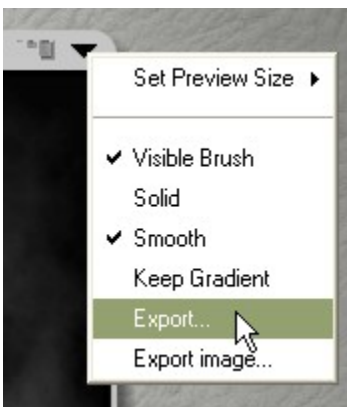 Set Preview Size
Visible Brush
Solid
Smooth
Keep Gradient
Export...
Export image...